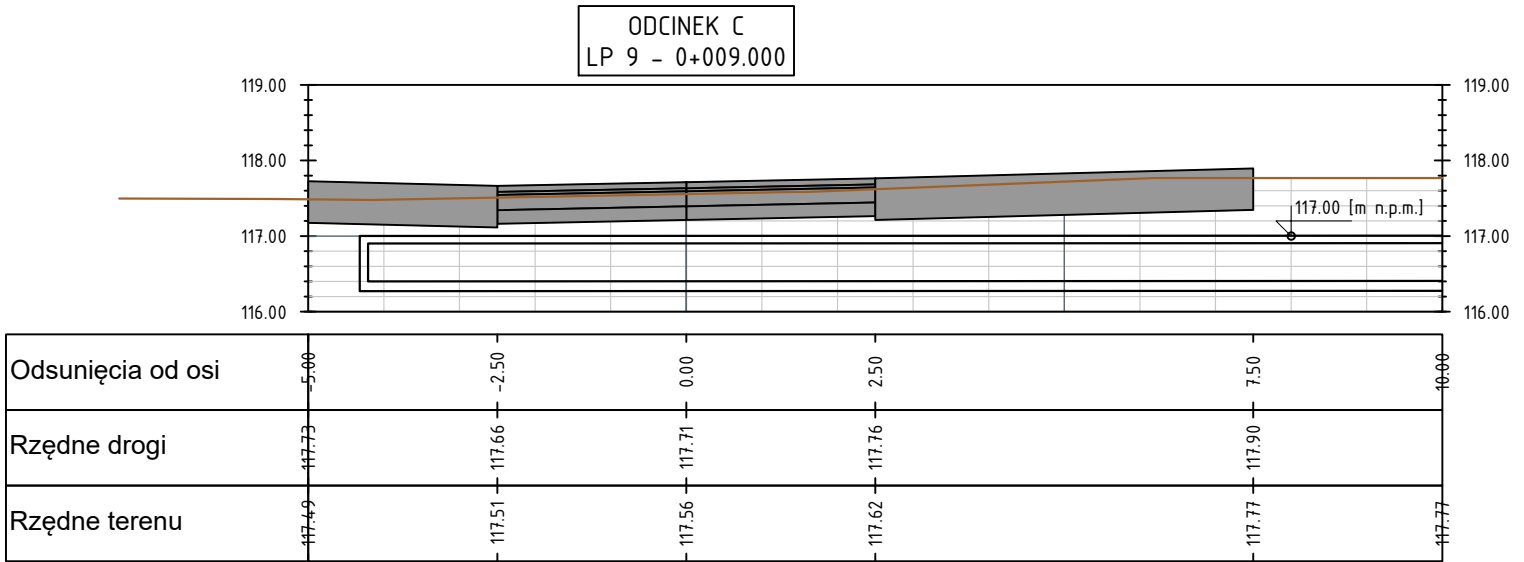 ODCINEK C
LP 9 - 0+009.000
119.00 119.00
118.00 118.00
117.00 [m n.p.m.]
117.00 117.00
116.00 116.00
Odsunięcia od osi -5.00 -2.50 0.00 2.50 7.50 10.00
Rzędne drogi 117.73 117.66 117.71 117.76 117.90
Rzędne terenu 117.49 117.51 117.56 117.62 117.77 117.77